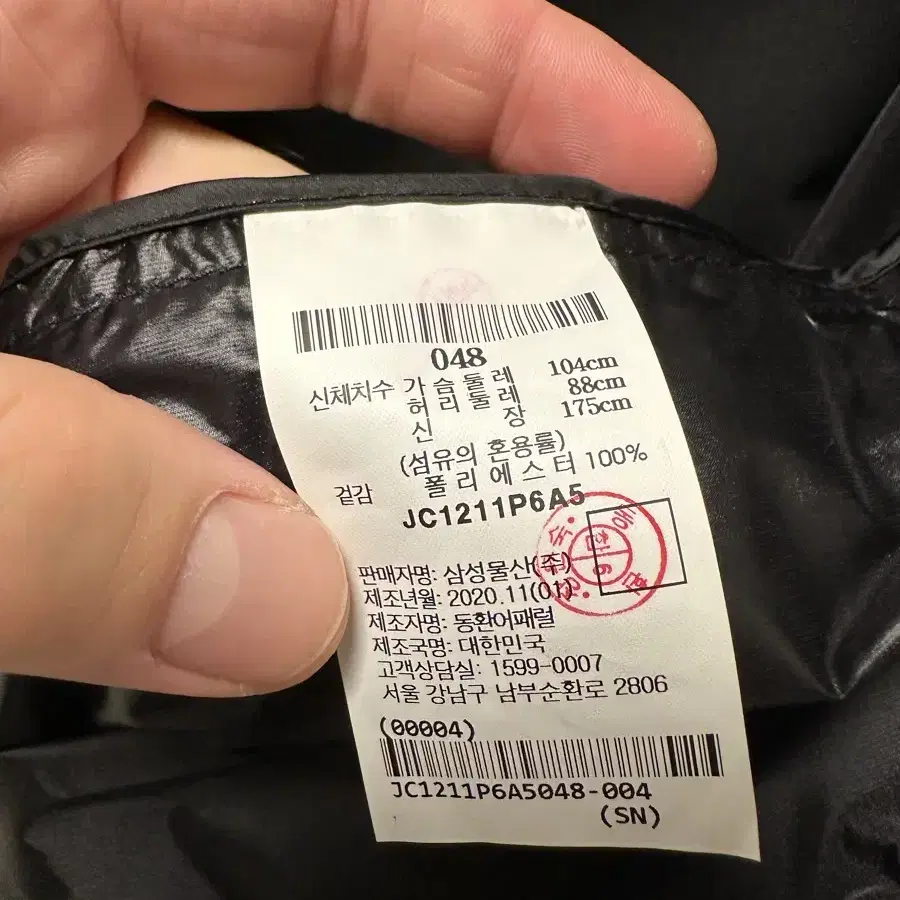 048
신체치수 가슴둘레 104cm
허리둘레 88cm
신장 175cm
(섬유의 혼용률)
겉감 폴리에스터 100%
JC1211P6A5
판매자명: 삼성물산(주)
제조년월: 2020.11(01)
제조자명: 동환어패럴
제조국명: 대한민국
고객상담실: 1599-0007
서울 강남구 남부순환로 2806
(00004)
JC1211P6A5048-004
(SN)